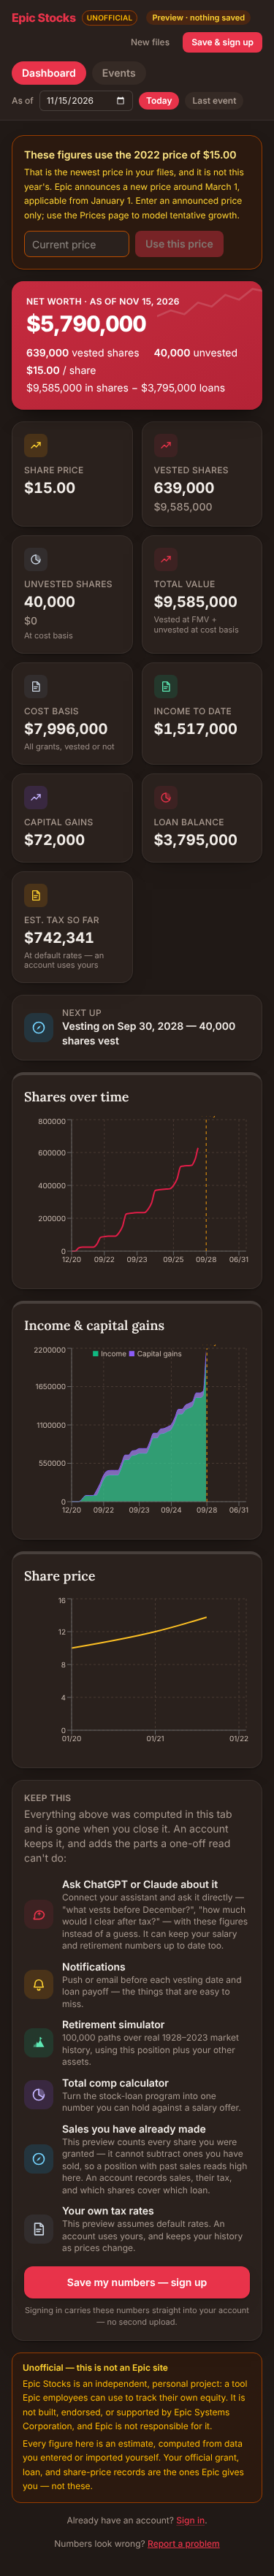 Epic Stocks UNOFFICIAL Preview · nothing saved
New files Save & sign up
Dashboard Events
As of 11/15/2026 Today Last event
These figures use the 2022 price of $15.00
That is the newest price in your files, and it is not this
year's. Epic announces a new price around March 1,
applicable from January 1. Enter an announced price
only; use the Prices page to model tentative growth.
Current price Use this price
NET WORTH · AS OF NOV 15, 2026
$5,790,000
639,000 vested shares 40,000 unvested
$15.00 / share
$9,585,000 in shares − $3,795,000 loans
SHARE PRICE
$15.00
VESTED SHARES
639,000
$9,585,000
UNVESTED SHARES
40,000
$0
At cost basis
TOTAL VALUE
$9,585,000
Vested at FMV +
unvested at cost basis
COST BASIS
$7,996,000
All grants, vested or not
INCOME TO DATE
$1,517,000
CAPITAL GAINS
$72,000
LOAN BALANCE
$3,795,000
EST. TAX SO FAR
$742,341
At default rates — an
account uses yours
NEXT UP
Vesting on Sep 30, 2028 — 40,000
shares vest
Shares over time
800000
600000
400000
200000
0
12/20 09/22 09/23 09/25 09/28 06/31
Income & capital gains
2200000
Income Capital gains
1650000
1100000
550000
0
12/20 09/22 09/23 09/24 09/28 06/31
Share price
16
12
8
4
0
01/20 01/21 01/22
KEEP THIS
Everything above was computed in this tab
and is gone when you close it. An account
keeps it, and adds the parts a one-off read
can't do:
Ask ChatGPT or Claude about it
Connect your assistant and ask it directly —
"what vests before December?", "how much
would I clear after tax?" — with these figures
instead of a guess. It can keep your salary
and retirement numbers up to date too.
Notifications
Push or email before each vesting date and
loan payoff — the things that are easy to
miss.
Retirement simulator
100,000 paths over real 1928–2023 market
history, using this position plus your other
assets.
Total comp calculator
Turn the stock-loan program into one
number you can hold against a salary offer.
Sales you have already made
This preview counts every share you were
granted — it cannot subtract ones you have
sold, so a position with past sales reads high
here. An account records sales, their tax,
and which shares cover which loan.
Your own tax rates
This preview assumes default rates. An
account uses yours, and keeps your history
as prices change.
Save my numbers — sign up
Signing in carries these numbers straight into your account
— no second upload.
Unofficial — this is not an Epic site
Epic Stocks is an independent, personal project: a tool
Epic employees can use to track their own equity. It is
not built, endorsed, or supported by Epic Systems
Corporation, and Epic is not responsible for it.
Every figure here is an estimate, computed from data
you entered or imported yourself. Your official grant,
loan, and share-price records are the ones Epic gives
you — not these.
Already have an account? Sign in.
Numbers look wrong? Report a problem